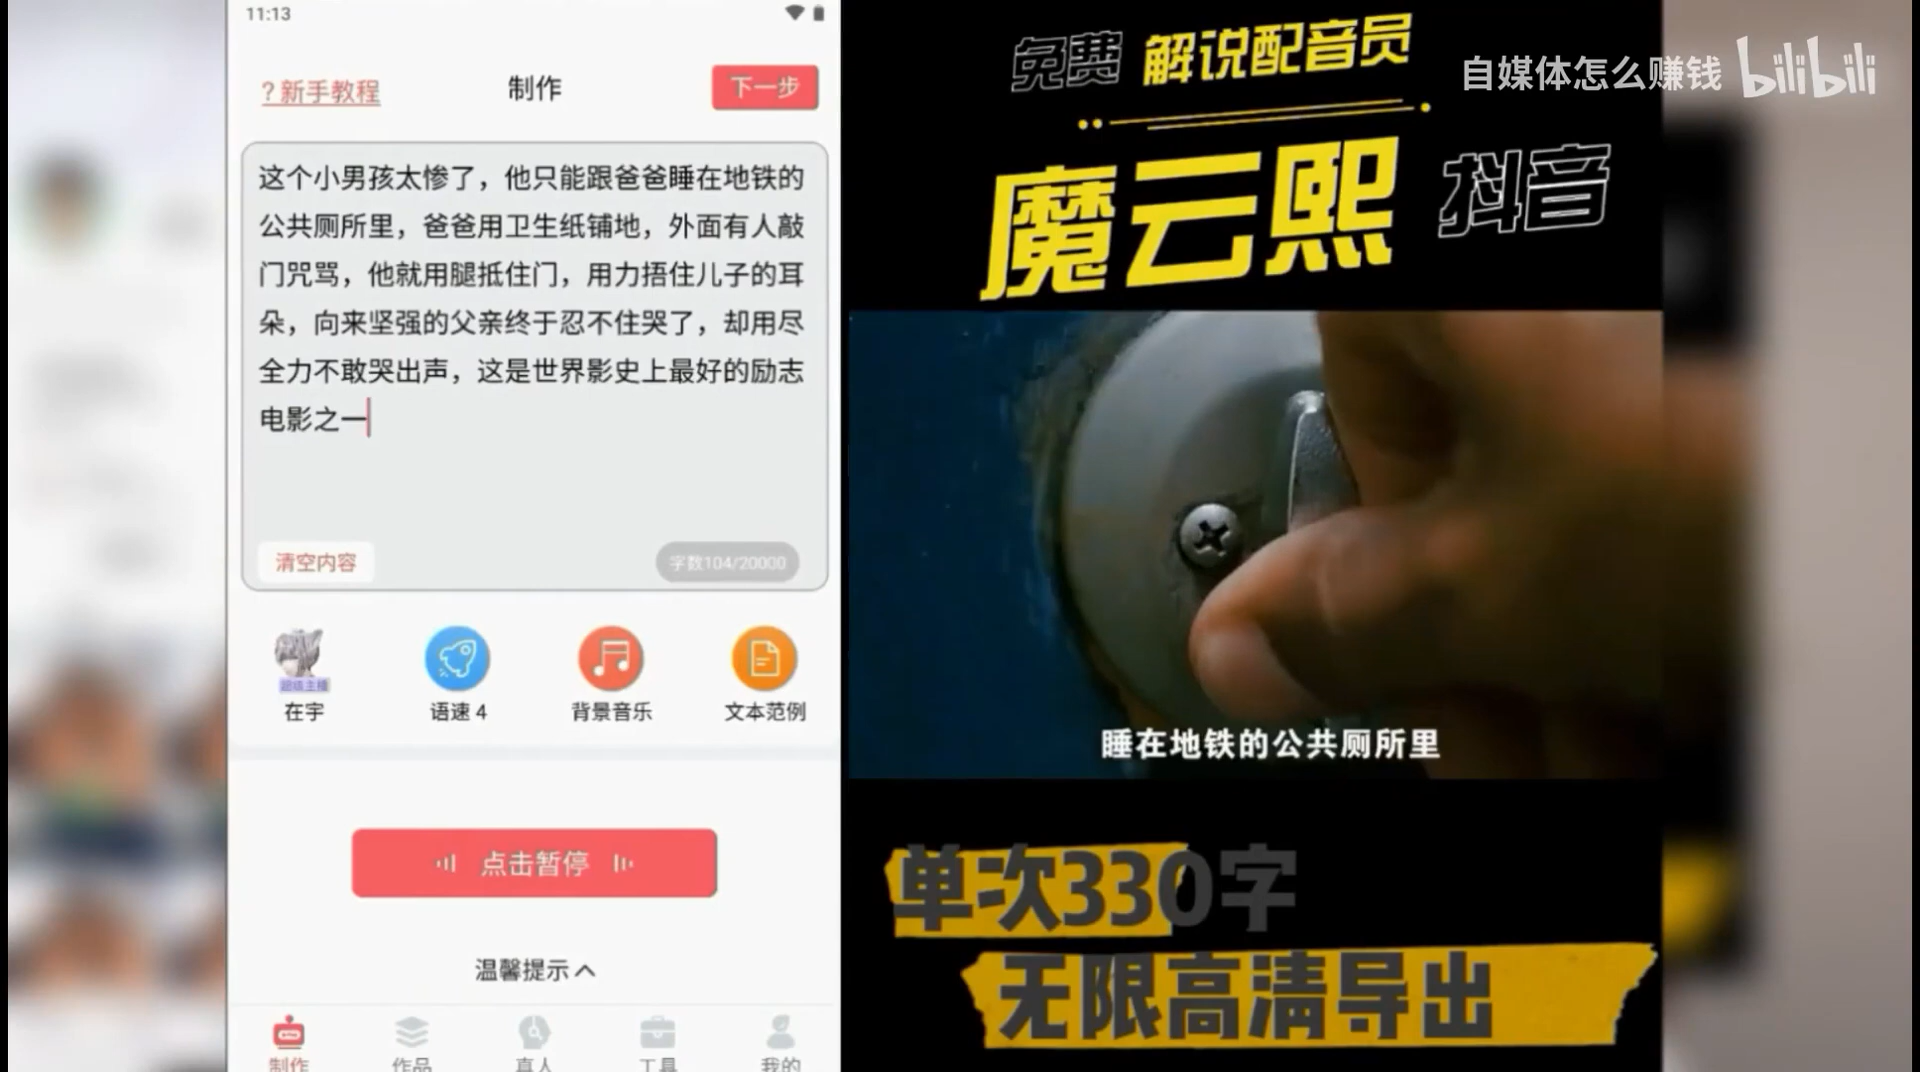 11:13
?新手教程
制作
下一步
这个小男孩太惨了，他只能跟爸爸睡在地铁的
公共厕所里，爸爸用卫生纸铺地，外面有人敲
门咒骂，他就用腿抵住门，用力捂住儿子的耳
朵，向来坚强的父亲终于忍不住哭了，却用尽
全力不敢哭出声，这是世界影史上最好的励志
电影之一
清空内容
字数104/20000
超级主播
在宇
语速 4
背景音乐
文本范例
点击暂停
温馨提示
制作
作品
真人
工具
我的
免费 解说配音员
魔云熙 抖音
自媒体怎么赚钱 bilibili
睡在地铁的公共厕所里
单次330字
无限高清导出